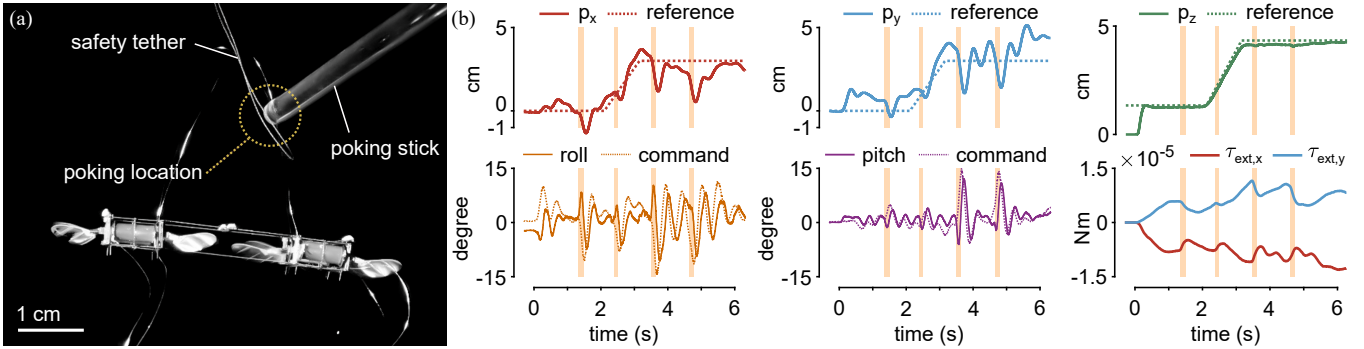 (a)
safety tether
poking stick
poking location
1 cm
(b)
p_x reference
5
cm
0
-1
p_y reference
5
cm
0
-1
p_z reference
5
cm
0
roll command
15
degree
0
-15
0 2 4 6
time (s)
pitch command
15
degree
0
15
0 2 4 6
time (s)
×10^-5 τ_ext,x τ_ext,y
1.5
Nm
0
-1.5
0 2 4 6
time (s)